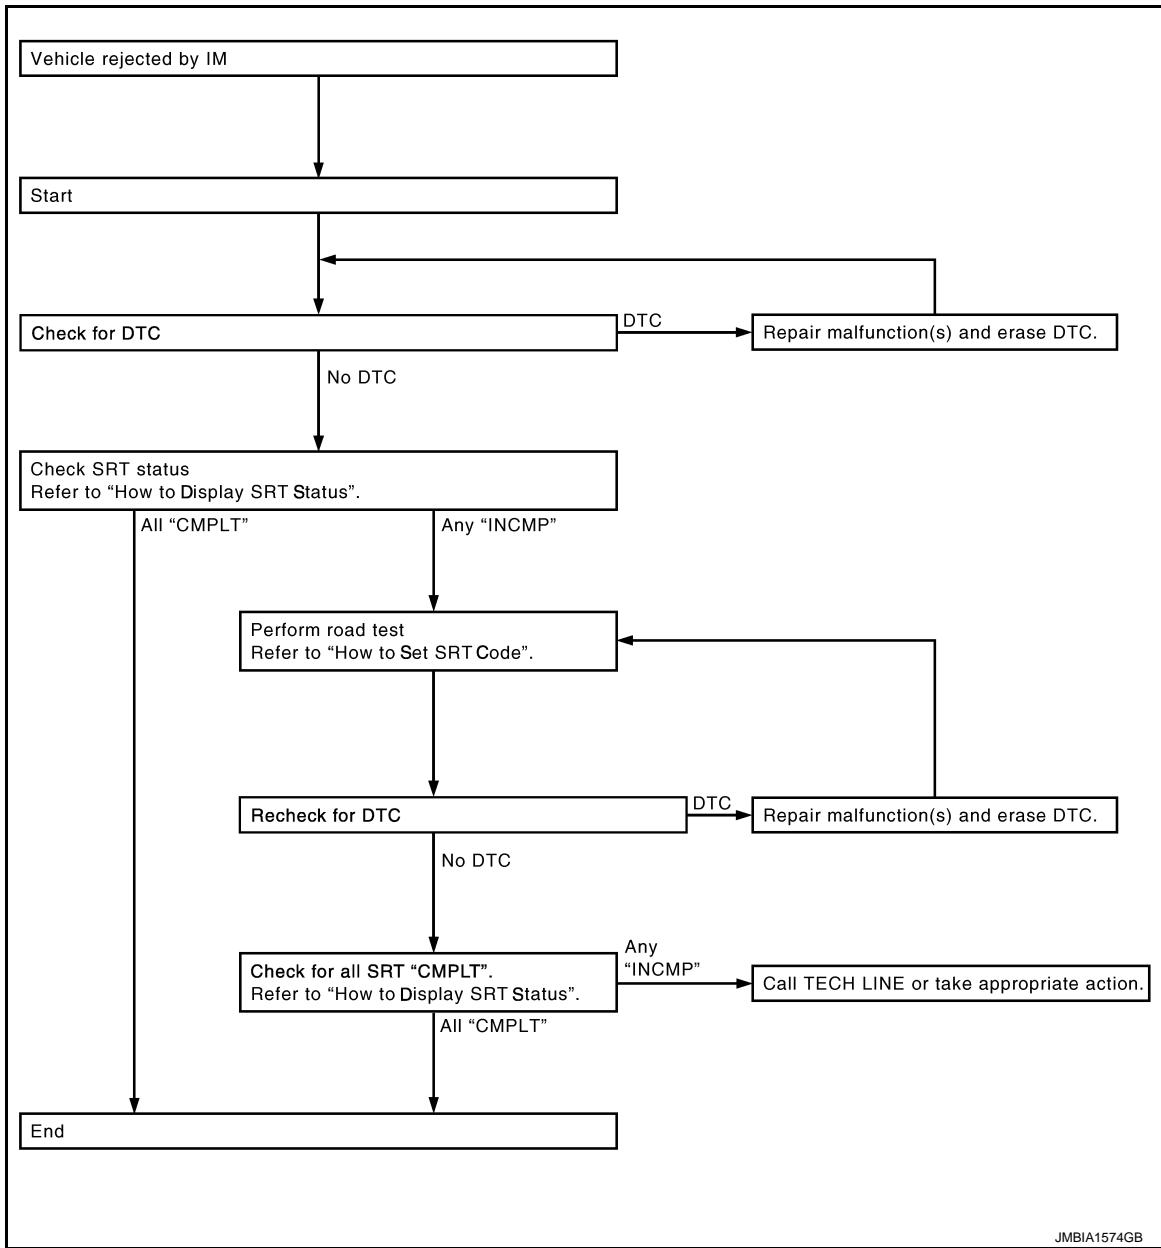 Vehicle rejected by IM
Start
Check for DTC
DTC
Repair malfunction(s) and erase DTC.
No DTC
Check SRT status
Refer to “How to Display SRT Status”.
All “CMPLT”
Any “INCMP”
Perform road test
Refer to “How to Set SRT Code”.
Recheck for DTC
DTC
Repair malfunction(s) and erase DTC.
No DTC
Check for all SRT “CMPLT”.
Refer to “How to Display SRT Status”.
Any
“INCMP”
Call TECH LINE or take appropriate action.
All “CMPLT”
End
JMBIA1574GB